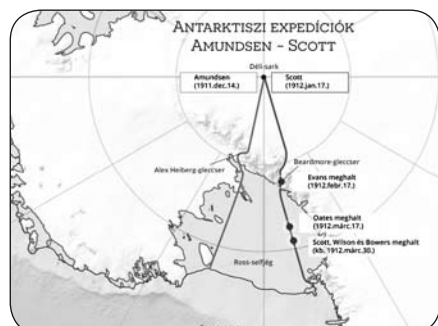 ANTARKTISZI EXPEDÍCIÓK
AMUNDSEN - SCOTT
Déli-sark
Amundsen
(1911.dec.14.)
Scott
(1912.jan.17.)
Alex Heiberg-gleccser
Beardmore-gleccser
Evans meghalt
(1912.febr.17.)
Oates meghalt
(1912.márc.17.)
Scott, Wilson és Bowers meghalt
(kb. 1912.márc.30.)
Ross-selfjég